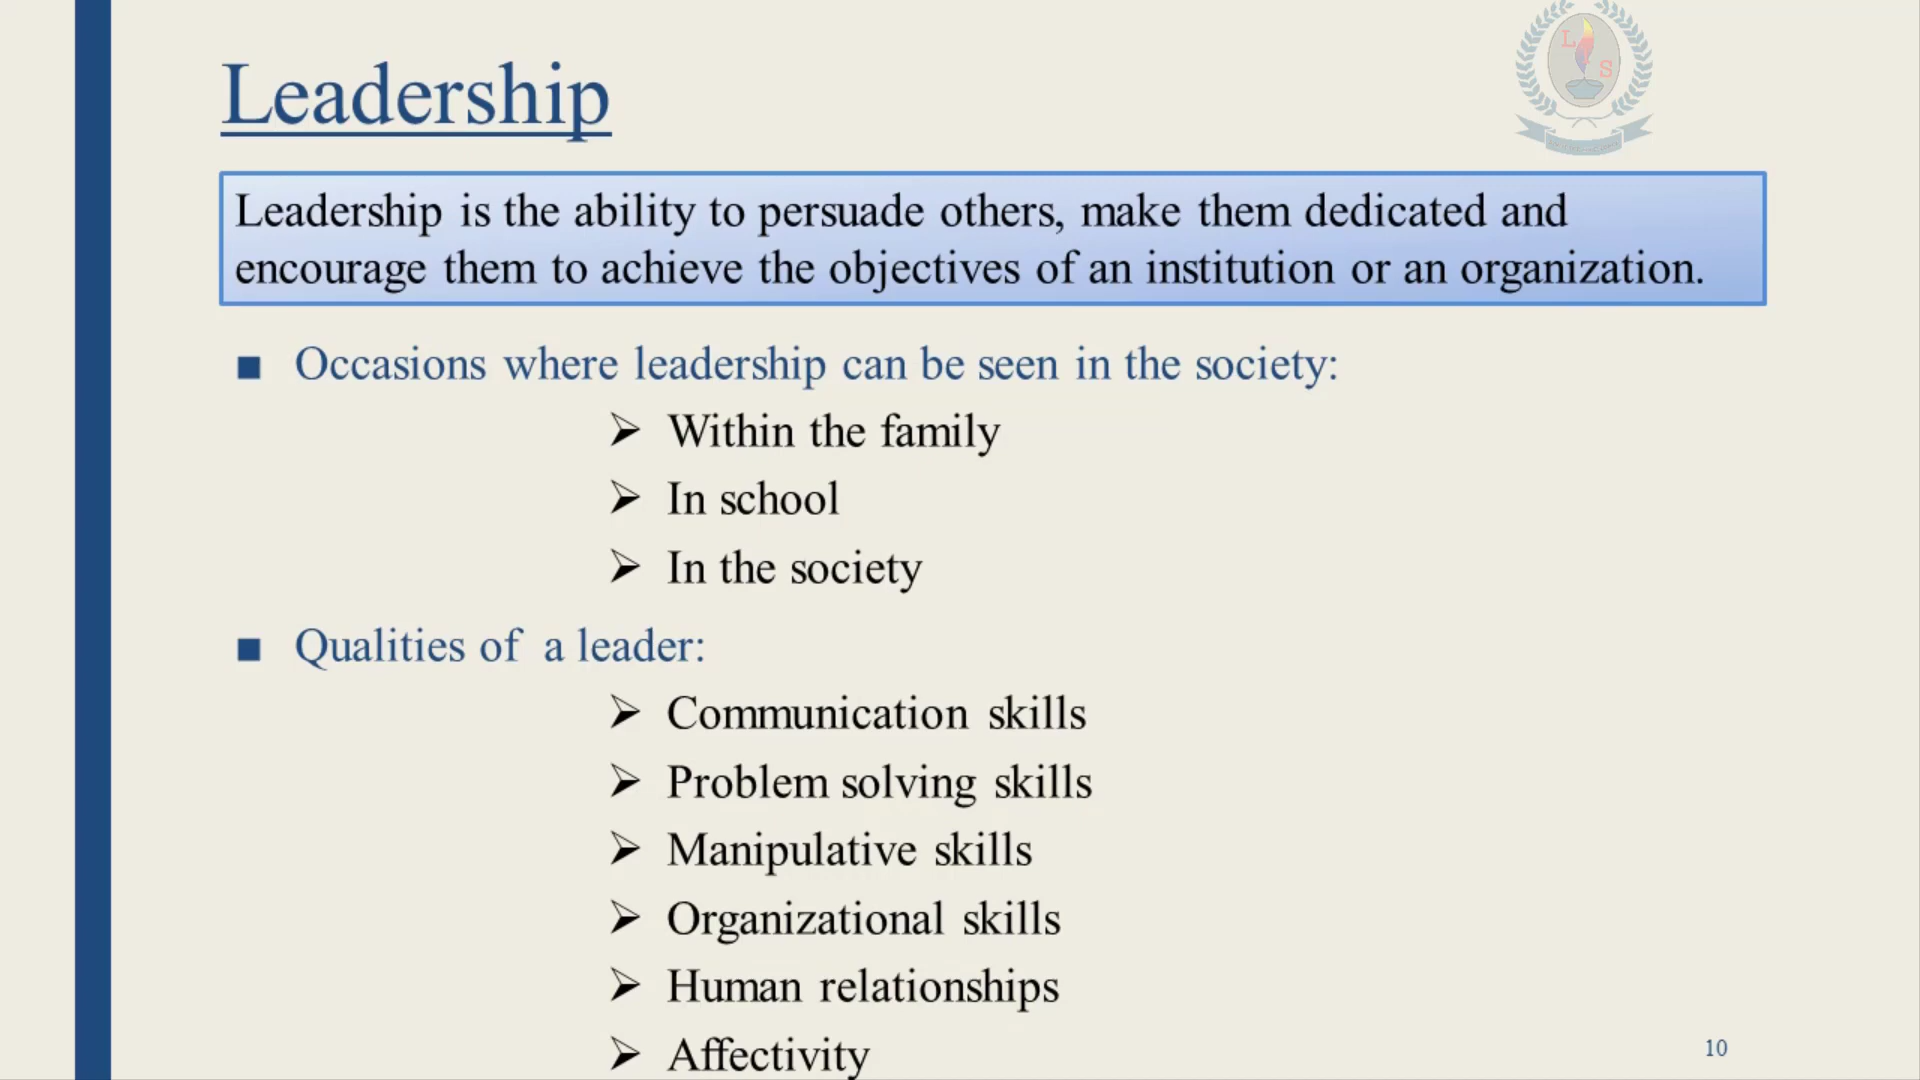 Leadership
L
S
Leadership is the ability to persuade others, make them dedicated and
encourage them to achieve the objectives of an institution or an organization.
Occasions where leadership can be seen in the society:
Within the family
In school
In the society
Qualities of a leader:
Communication skills
Problem solving skills
Manipulative skills
Organizational skills
Human relationships
Affectivity
10